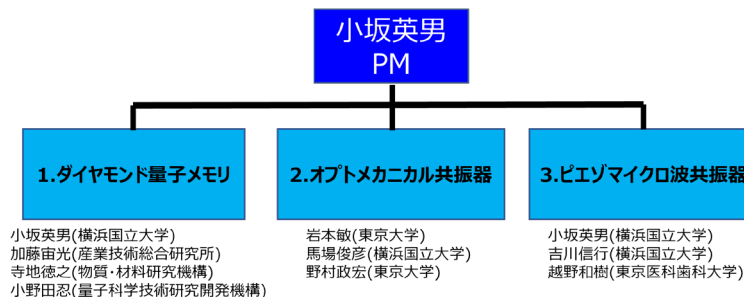 小坂英男
PM
1.ダイヤモンド量子メモリ
2.オプトメカニカル共振器
3.ピエゾマイクロ波共振器
小坂英男(横浜国立大学)
加藤宙光(産業技術総合研究所)
寺地徳之(物質・材料研究機構)
小野田忍(量子科学技術研究開発機構)
岩本敏(東京大学)
馬場俊彦(横浜国立大学)
野村政宏(東京大学)
小坂英男(横浜国立大学)
吉川信行(横浜国立大学)
越野和樹(東京医科歯科大学)